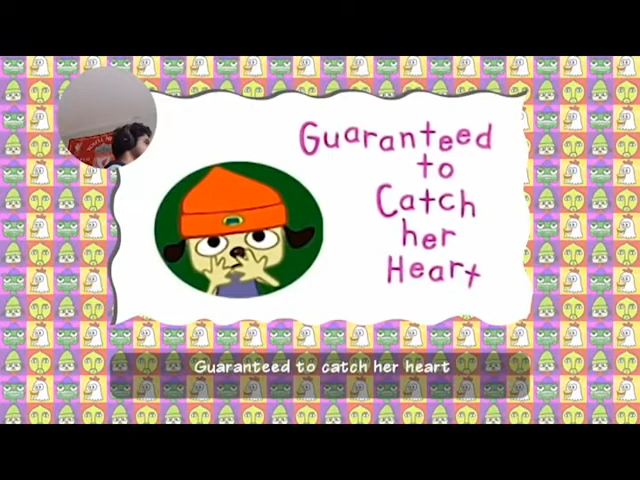 Guaranteed
to
Catch
her
Heart
Guaranteed to catch her heart